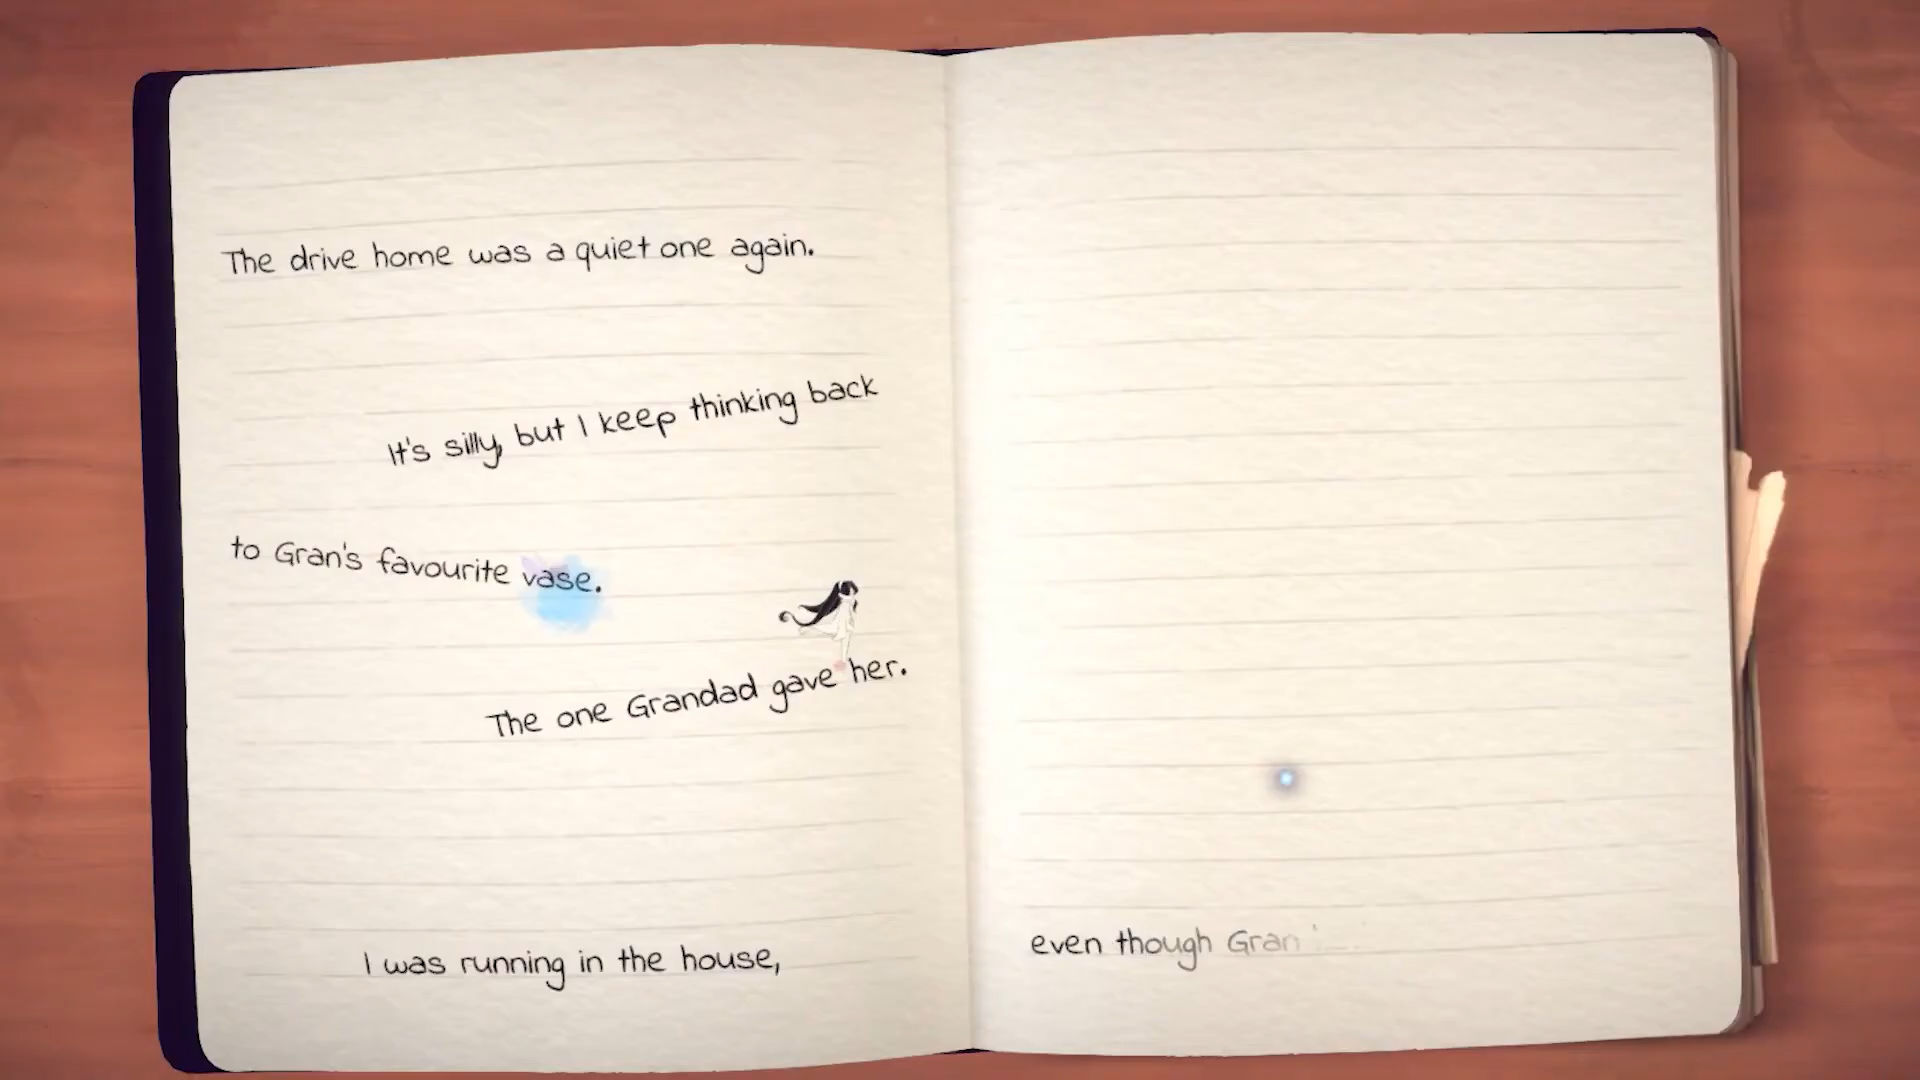 The drive home was a quiet one again.
It's silly, but I keep thinking back
to Gran's favourite vase.
The one Grandad gave her.
I was running in the house,
even though Gran